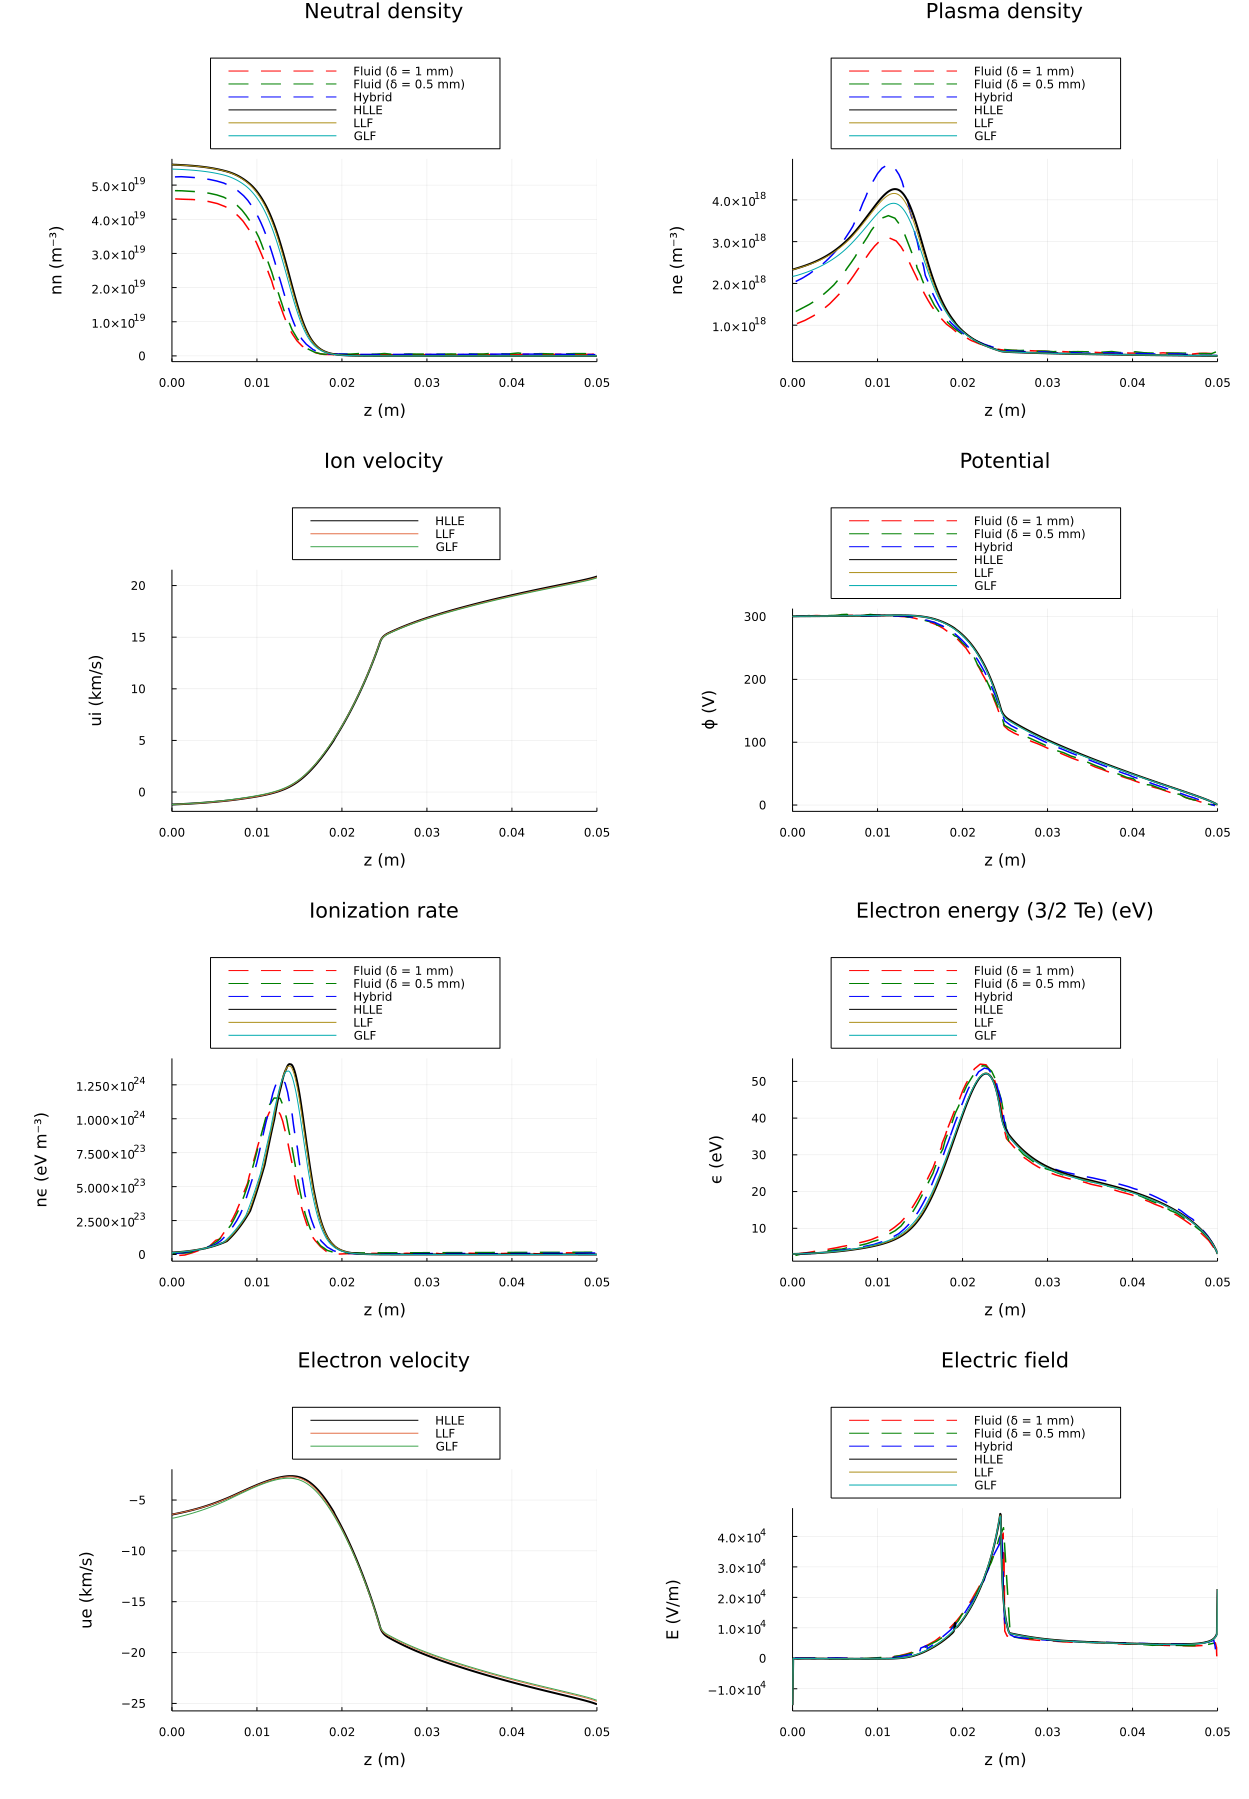 Neutral density
Fluid (δ = 1 mm)
Fluid (δ = 0.5 mm)
Hybrid
HLLE
LLF
GLF
nn (m⁻³)
5.0×10¹⁹
4.0×10¹⁹
3.0×10¹⁹
2.0×10¹⁹
1.0×10¹⁹
0
0.00 0.01 0.02 0.03 0.04 0.05
z (m)
Plasma density
Fluid (δ = 1 mm)
Fluid (δ = 0.5 mm)
Hybrid
HLLE
LLF
GLF
ne (m⁻³)
4.0×10¹⁸
3.0×10¹⁸
2.0×10¹⁸
1.0×10¹⁸
0.00 0.01 0.02 0.03 0.04 0.05
z (m)
Ion velocity
HLLE
LLF
GLF
ui (km/s)
20
15
10
5
0
0.00 0.01 0.02 0.03 0.04 0.05
z (m)
Potential
Fluid (δ = 1 mm)
Fluid (δ = 0.5 mm)
Hybrid
HLLE
LLF
GLF
ϕ (V)
300
200
100
0
0.00 0.01 0.02 0.03 0.04 0.05
z (m)
Ionization rate
Fluid (δ = 1 mm)
Fluid (δ = 0.5 mm)
Hybrid
HLLE
LLF
GLF
nϵ (eV m⁻³)
1.250×10²⁴
1.000×10²⁴
7.500×10²³
5.000×10²³
2.500×10²³
0
0.00 0.01 0.02 0.03 0.04 0.05
z (m)
Electron energy (3/2 Te) (eV)
Fluid (δ = 1 mm)
Fluid (δ = 0.5 mm)
Hybrid
HLLE
LLF
GLF
ϵ (eV)
50
40
30
20
10
0.00 0.01 0.02 0.03 0.04 0.05
z (m)
Electron velocity
HLLE
LLF
GLF
ue (km/s)
−5
−10
−15
−20
−25
0.00 0.01 0.02 0.03 0.04 0.05
z (m)
Electric field
Fluid (δ = 1 mm)
Fluid (δ = 0.5 mm)
Hybrid
HLLE
LLF
GLF
E (V/m)
4.0×10⁴
3.0×10⁴
2.0×10⁴
1.0×10⁴
0
−1.0×10⁴
0.00 0.01 0.02 0.03 0.04 0.05
z (m)